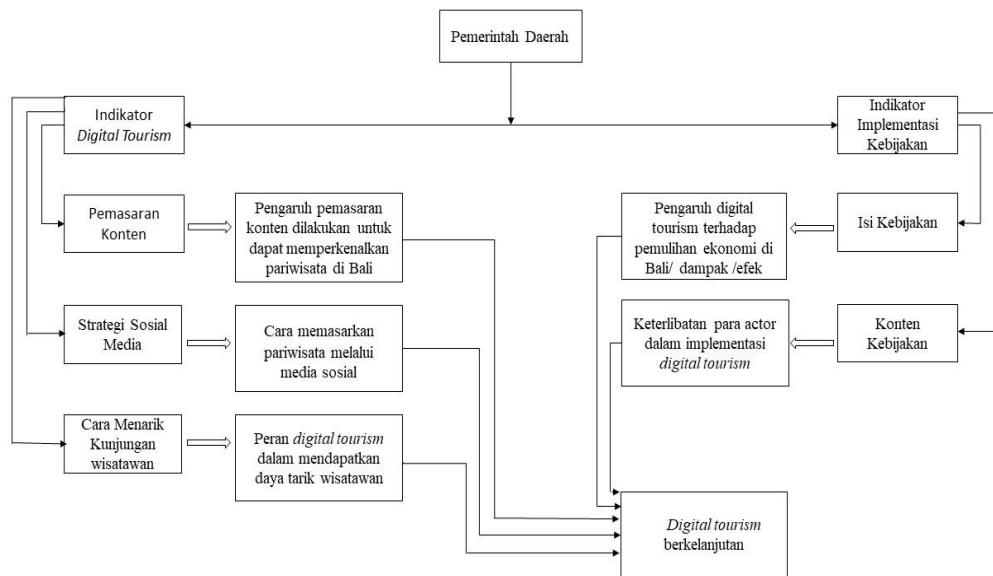 Pemerintah Daerah
Indikator
Digital Tourism
Indikator
Implementasi
Kebijakan
Pemasaran
Konten
Pengaruh pemasaran
konten dilakukan untuk
dapat memperkenalkan
pariwisata di Bali
Pengaruh digital
tourism terhadap
pemulihan ekonomi di
Bali/ dampak /efek
Isi Kebijakan
Strategi Sosial
Media
Cara memasarkan
pariwisata melalui
media sosial
Keterlibatan para actor
dalam implementasi
digital tourism
Konten
Kebijakan
Cara Menarik
Kunjungan
wisatawan
Peran digital tourism
dalam mendapatkan
daya tarik wisatawan
Digital tourism
berkelanjutan